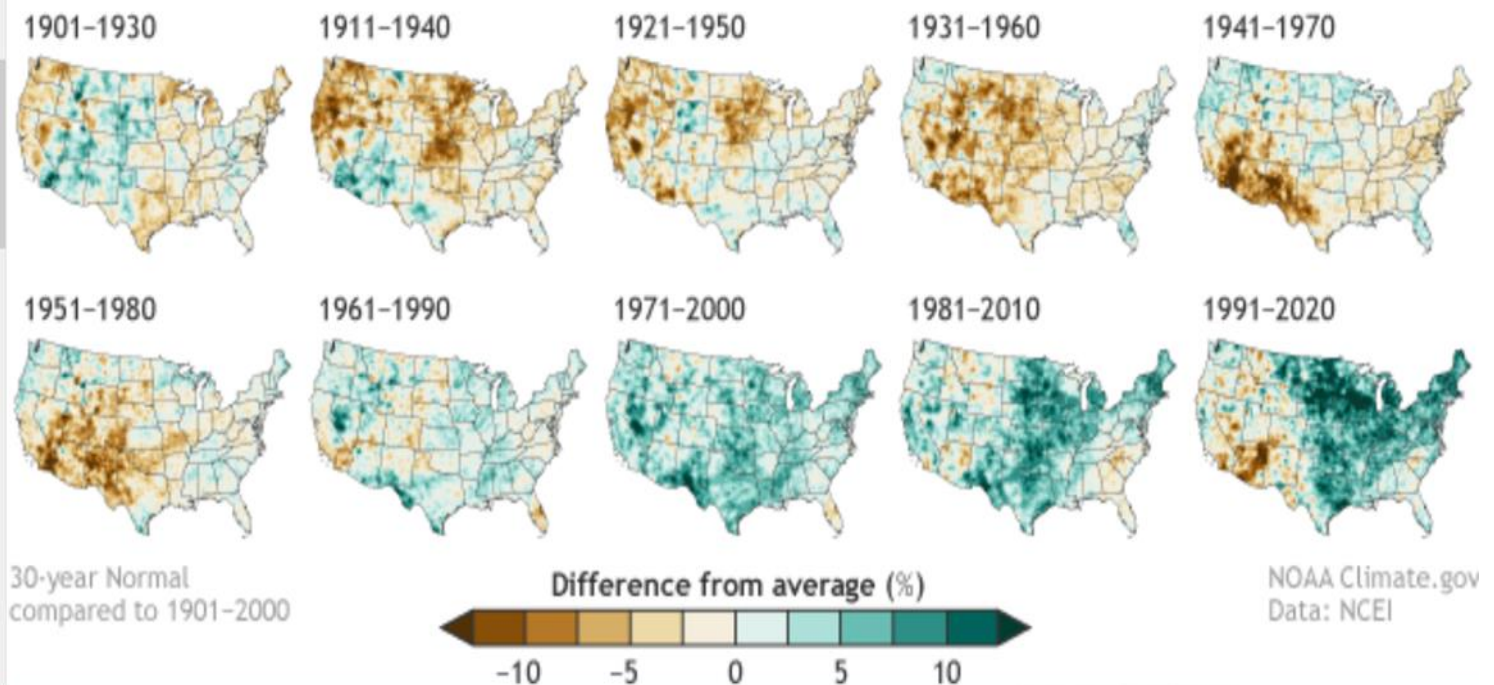 1901–1930
1911–1940
1921–1950
1931–1960
1941–1970
1951–1980
1961–1990
1971–2000
1981–2010
1991–2020
30-year Normal
compared to 1901–2000
Difference from average (%)
−10 −5 0 5 10
NOAA Climate.gov
Data: NCEI